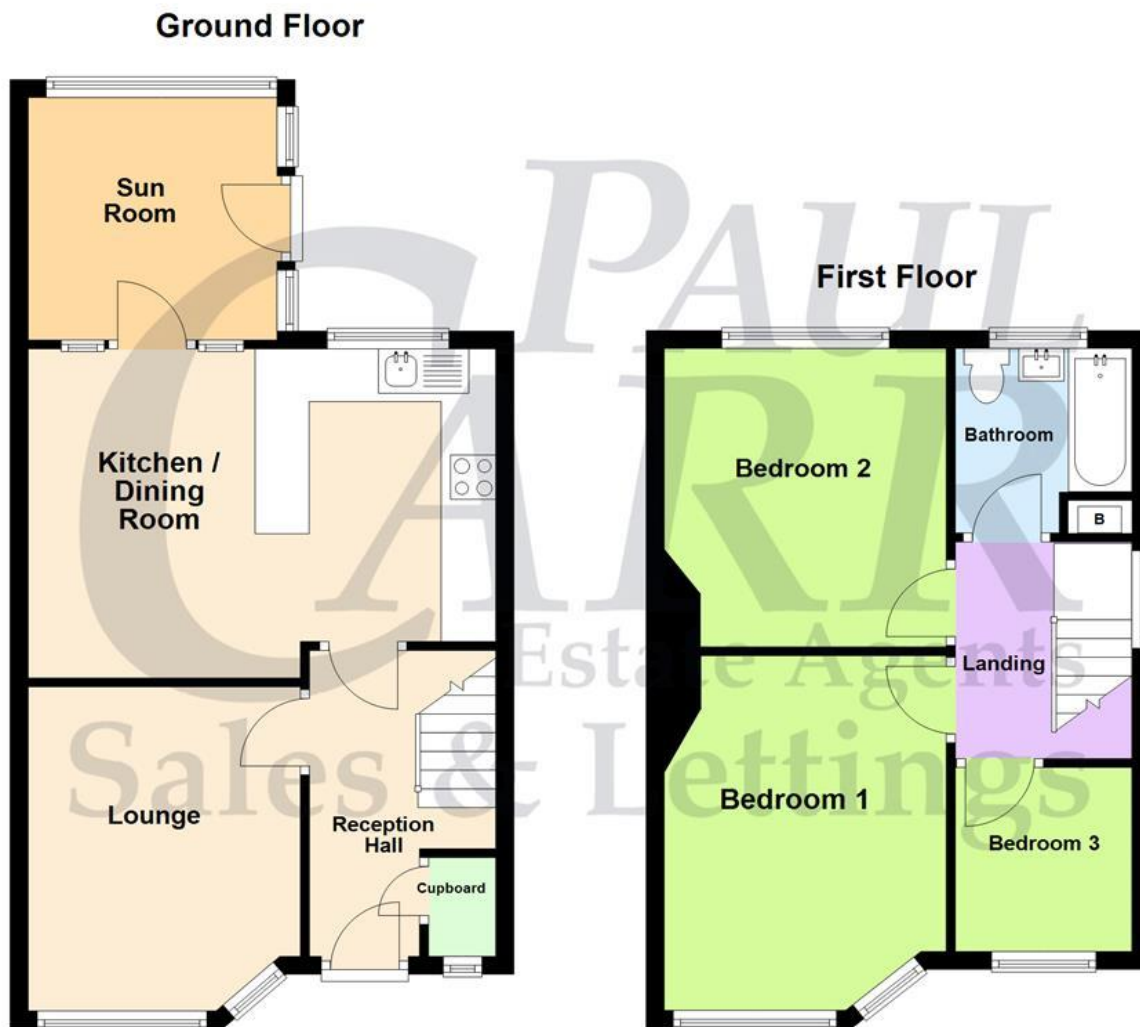 Ground Floor
Sun
Room
Kitchen /
Dining
Room
Lounge
Reception
Hall
Cupboard
First Floor
Bedroom 2
Bathroom
B
Landing
Bedroom 1
Bedroom 3
PAUL
CARR
Estate Agents
Sales & Lettings